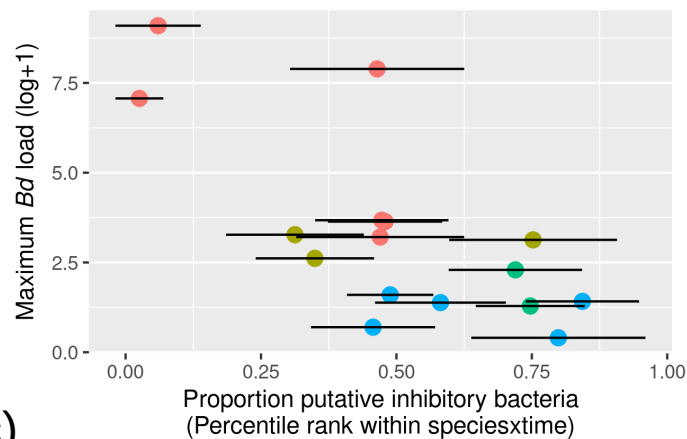 Maximum Bd load (log+1)
7.5
5.0
2.5
0.0
0.00 0.25 0.50 0.75 1.00
Proportion putative inhibitory bacteria
(Percentile rank within speciesxtime)